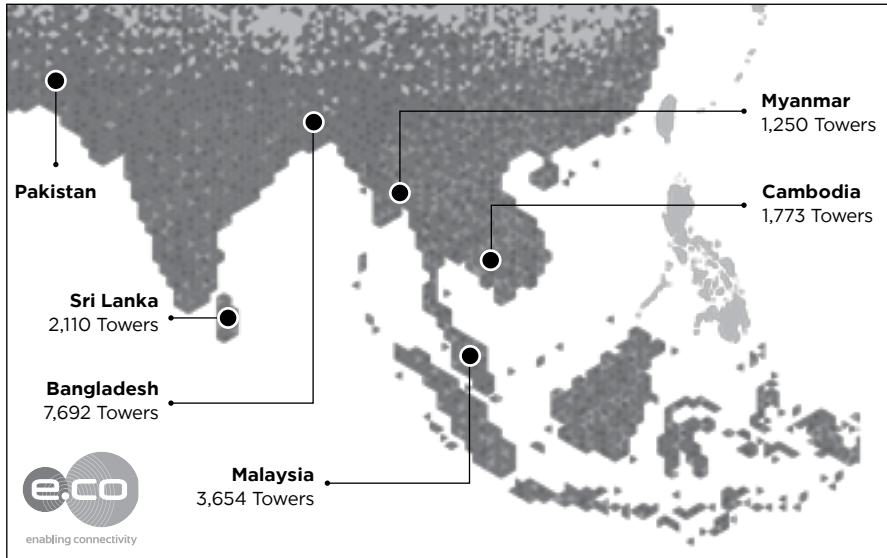 Myanmar
1,250 Towers
Pakistan
Cambodia
1,773 Towers
Sri Lanka
2,110 Towers
Bangladesh
7,692 Towers
Malaysia
3,654 Towers
e.co
enabling connectivity